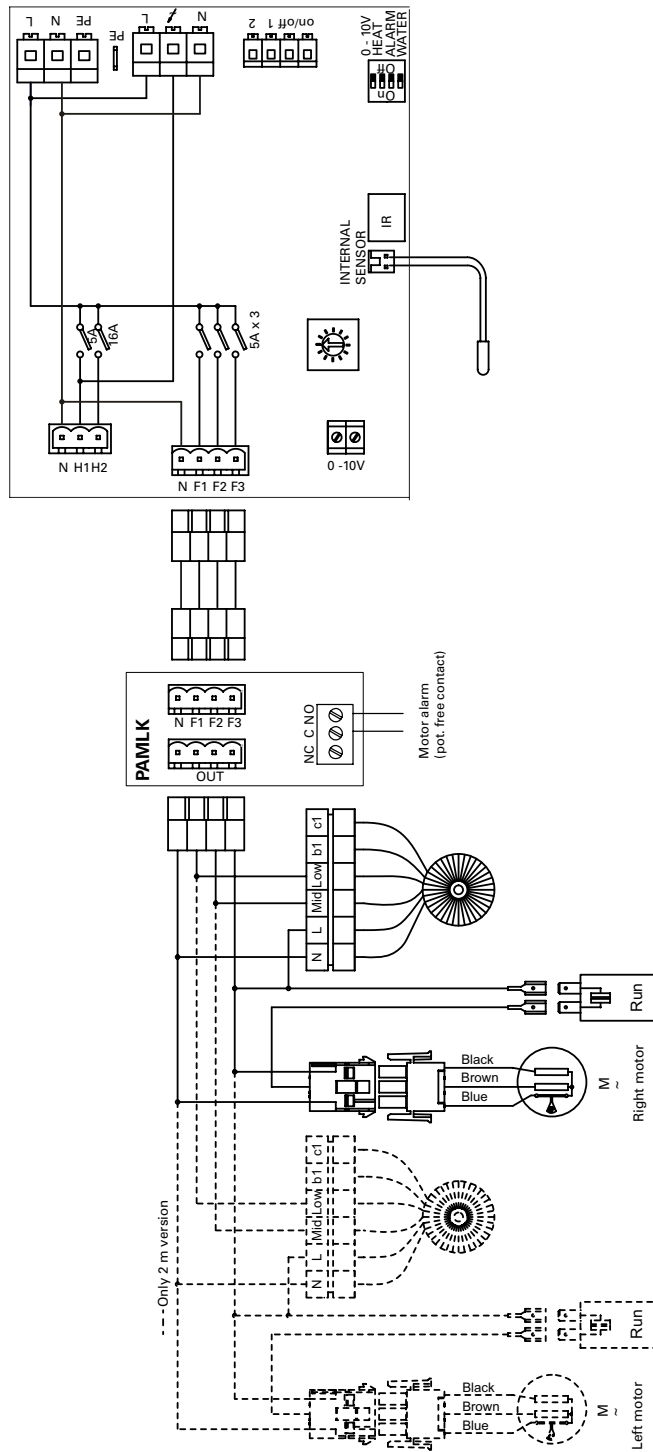 L N PE
PE
L N
on/off 1 2
0 - 10V
HEAT
ALARM
WATER
Off
On
INTERNAL
SENSOR
IR
5A
16A
5A x 3
N H1 H2
N F1 F2 F3
0 -10V
PAMLK
N F1 F2 F3
OUT
NC C NO
Motor alarm
(pot. free contact)
N L Mid Low b1 c1
Run
Black
Brown
Blue
M
~
Right motor
---- Only 2 m version
N L Mid Low b1 c1
Run
Black
Brown
Blue
M
~
Left motor